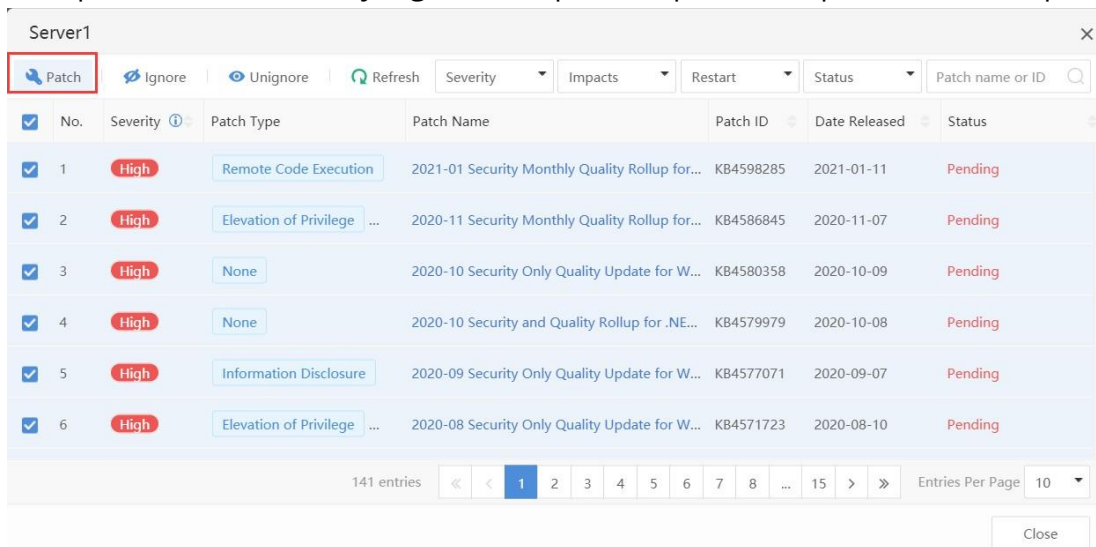 Server1
Patch Ignore Unignore Refresh Severity Impacts Restart Status Patch name or ID
No. Severity Patch Type Patch Name Patch ID Date Released Status
1 High Remote Code Execution 2021-01 Security Monthly Quality Rollup for... KB4598285 2021-01-11 Pending
2 High Elevation of Privilege ... 2020-11 Security Monthly Quality Rollup for... KB4586845 2020-11-07 Pending
3 High None 2020-10 Security Only Quality Update for W... KB4580358 2020-10-09 Pending
4 High None 2020-10 Security and Quality Rollup for .NE... KB4579979 2020-10-08 Pending
5 High Information Disclosure 2020-09 Security Only Quality Update for W... KB4577071 2020-09-07 Pending
6 High Elevation of Privilege ... 2020-08 Security Only Quality Update for W... KB4571723 2020-08-10 Pending
141 entries « < 1 2 3 4 5 6 7 8 ... 15 > » Entries Per Page 10
Close